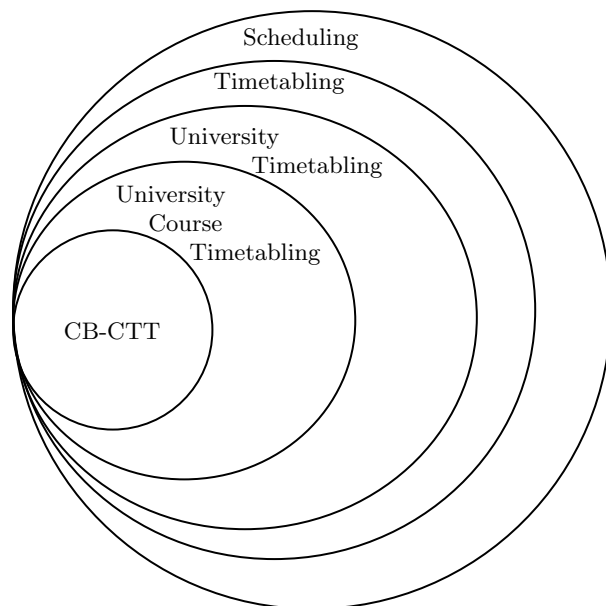 Scheduling
Timetabling
University
Timetabling
University
Course
Timetabling
CB-CTT